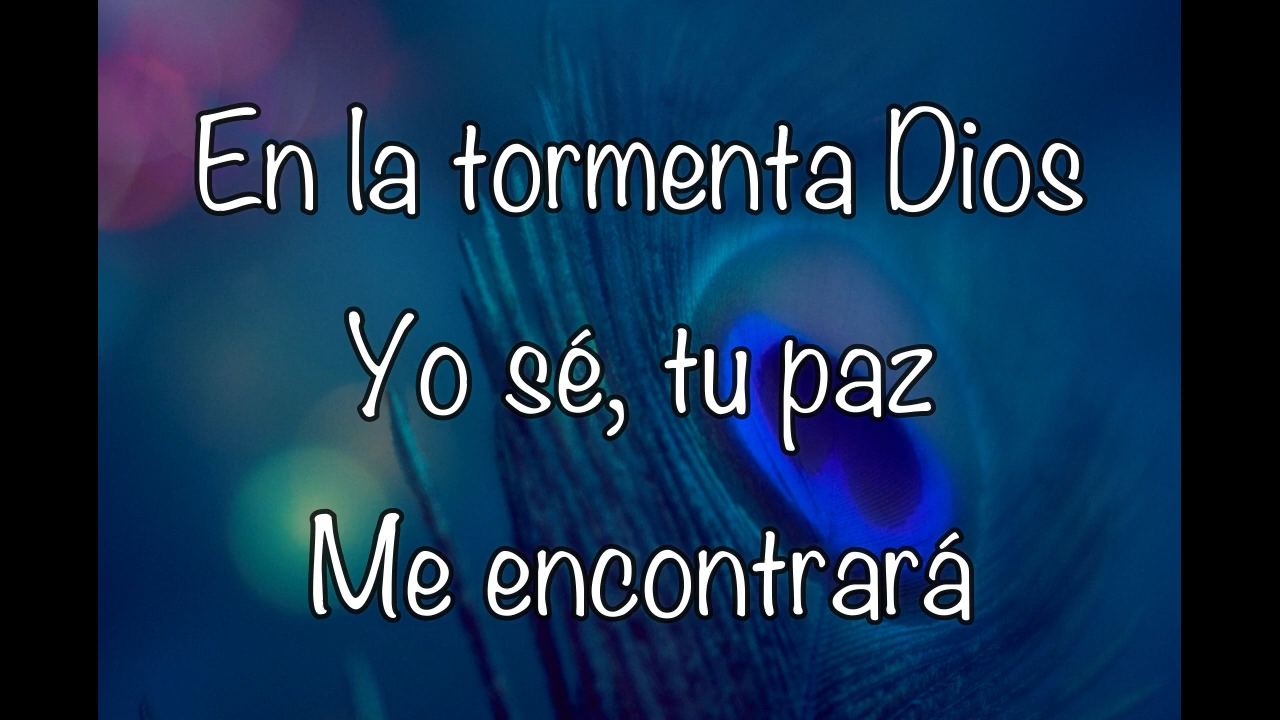 En la tormenta Dios
Yo sé, tu paz
Me encontrará